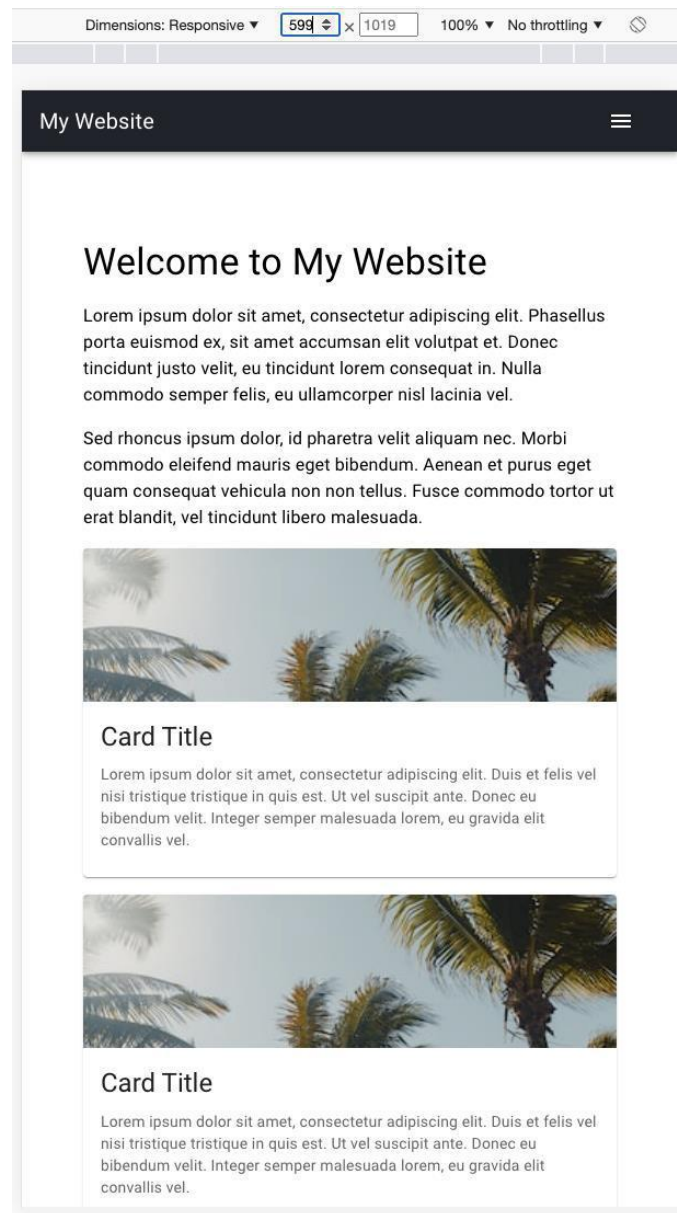 Dimensions: Responsive ▼ 599 × 1019 100% ▼ No throttling ▼
My Website
Welcome to My Website
Lorem ipsum dolor sit amet, consectetur adipiscing elit. Phasellus
porta euismod ex, sit amet accumsan elit volutpat et. Donec
tincidunt justo velit, eu tincidunt lorem consequat in. Nulla
commodo semper felis, eu ullamcorper nisl lacinia vel.
Sed rhoncus ipsum dolor, id pharetra velit aliquam nec. Morbi
commodo eleifend mauris eget bibendum. Aenean et purus eget
quam consequat vehicula non non tellus. Fusce commodo tortor ut
erat blandit, vel tincidunt libero malesuada.
Card Title
Lorem ipsum dolor sit amet, consectetur adipiscing elit. Duis et felis vel
nisi tristique tristique in quis est. Ut vel suscipit ante. Donec eu
bibendum velit. Integer semper malesuada lorem, eu gravida elit
convallis vel.
Card Title
Lorem ipsum dolor sit amet, consectetur adipiscing elit. Duis et felis vel
nisi tristique tristique in quis est. Ut vel suscipit ante. Donec eu
bibendum velit. Integer semper malesuada lorem, eu gravida elit
convallis vel.